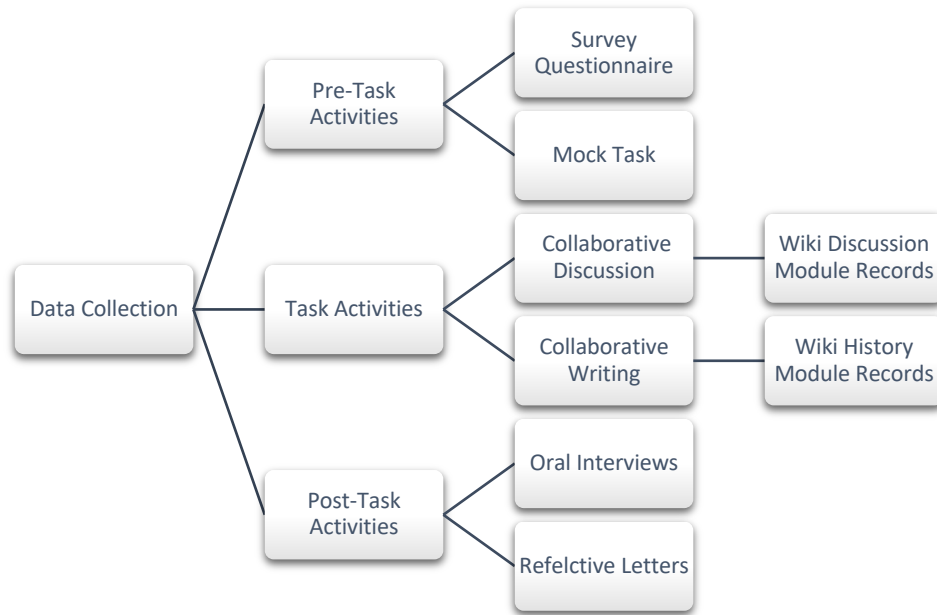 Data Collection
Pre-Task
Activities
Survey
Questionnaire
Mock Task
Task Activities
Collaborative
Discussion
Wiki Discussion
Module Records
Collaborative
Writing
Wiki History
Module Records
Post-Task
Activities
Oral Interviews
Refelctive Letters